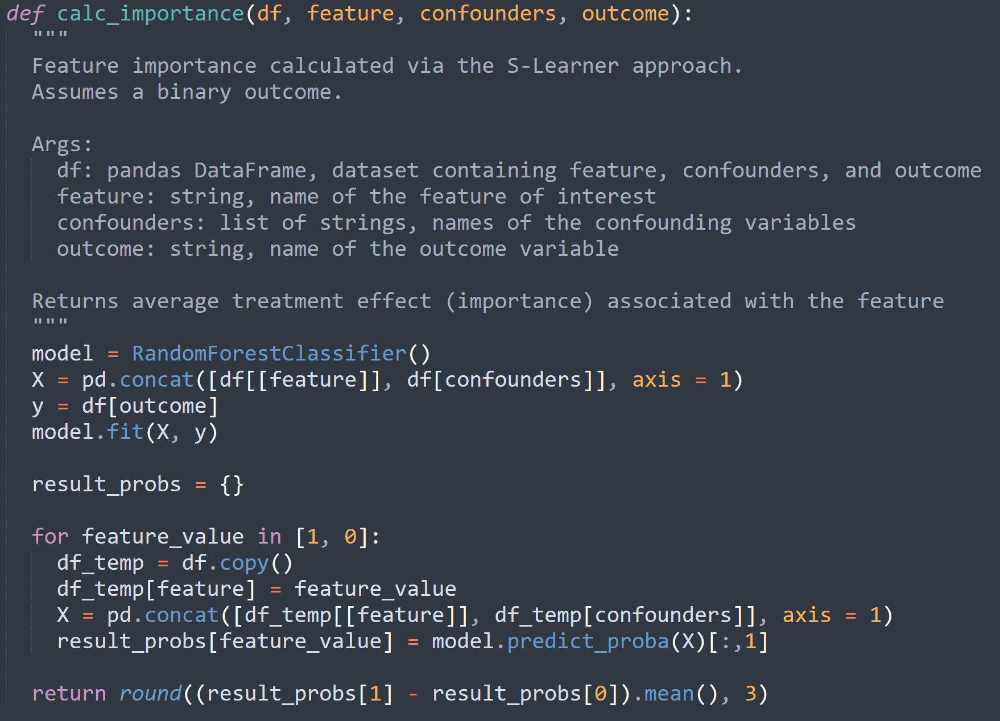 def calc_importance(df, feature, confounders, outcome):
  """
  Feature importance calculated via the S-Learner approach.
  Assumes a binary outcome.

  Args:
    df: pandas DataFrame, dataset containing feature, confounders, and outcome
    feature: string, name of the feature of interest
    confounders: list of strings, names of the confounding variables
    outcome: string, name of the outcome variable

  Returns average treatment effect (importance) associated with the feature
  """
  model = RandomForestClassifier()
  X = pd.concat([df[[feature]], df[confounders]], axis = 1)
  y = df[outcome]
  model.fit(X, y)

  result_probs = {}

  for feature_value in [1, 0]:
    df_temp = df.copy()
    df_temp[feature] = feature_value
    X = pd.concat([df_temp[[feature]], df_temp[confounders]], axis = 1)
    result_probs[feature_value] = model.predict_proba(X)[:,1]

  return round((result_probs[1] - result_probs[0]).mean(), 3)